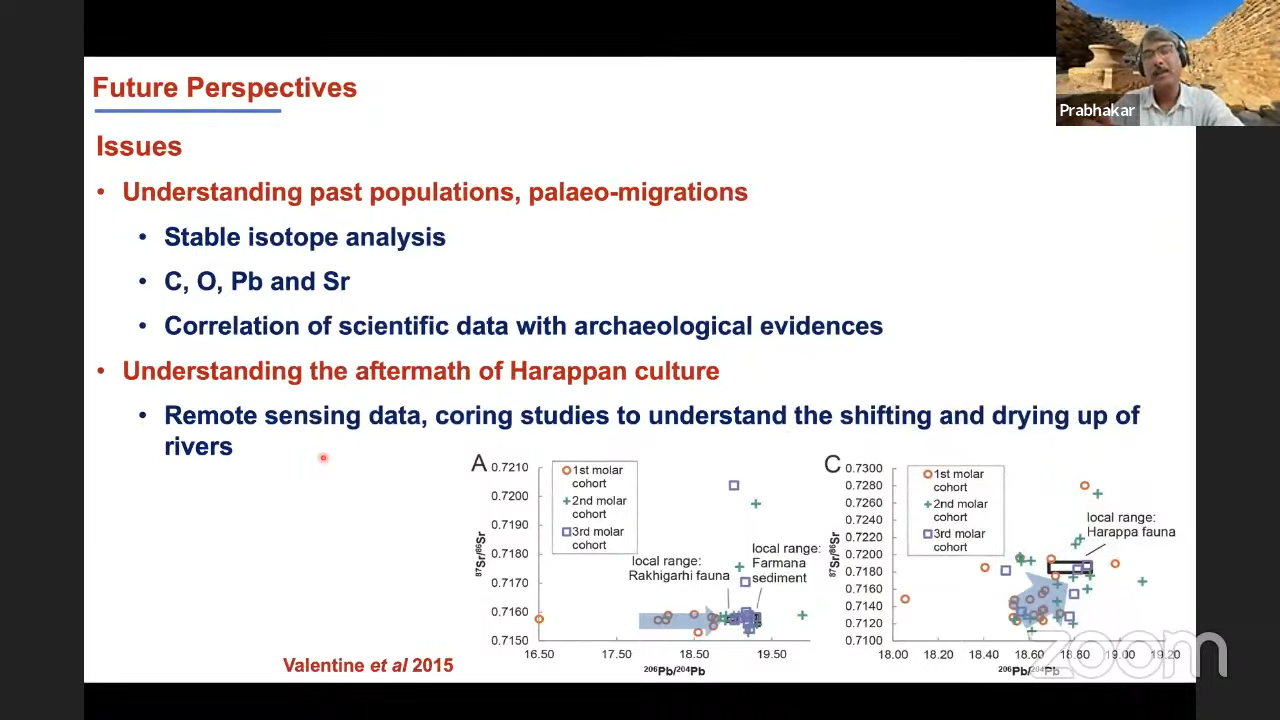 Future Perspectives
Prabhakar
Issues
• Understanding past populations, palaeo-migrations
• Stable isotope analysis
• C, O, Pb and Sr
• Correlation of scientific data with archaeological evidences
• Understanding the aftermath of Harappan culture
• Remote sensing data, coring studies to understand the shifting and drying up of
rivers
A
0.7210
0.7200
0.7190
0.7180
0.7170
0.7160
0.7150
⁸⁷Sr/⁸⁶Sr
1st molar
cohort
2nd molar
cohort
3rd molar
cohort
local range:
Rakhigarhi fauna
local range:
Farmana
sediment
16.50 17.50 18.50 19.50
²⁰⁶Pb/²⁰⁴Pb
C
0.7300
0.7280
0.7260
0.7240
0.7220
0.7200
0.7180
0.7160
0.7140
0.7120
0.7100
⁸⁷Sr/⁸⁶Sr
1st molar
cohort
2nd molar
cohort
3rd molar
cohort
local range:
Harappa fauna
18.00 18.20 18.40 18.60 18.80 19.00 19.20
²⁰⁶Pb/²⁰⁴Pb
Valentine et al 2015
zoom